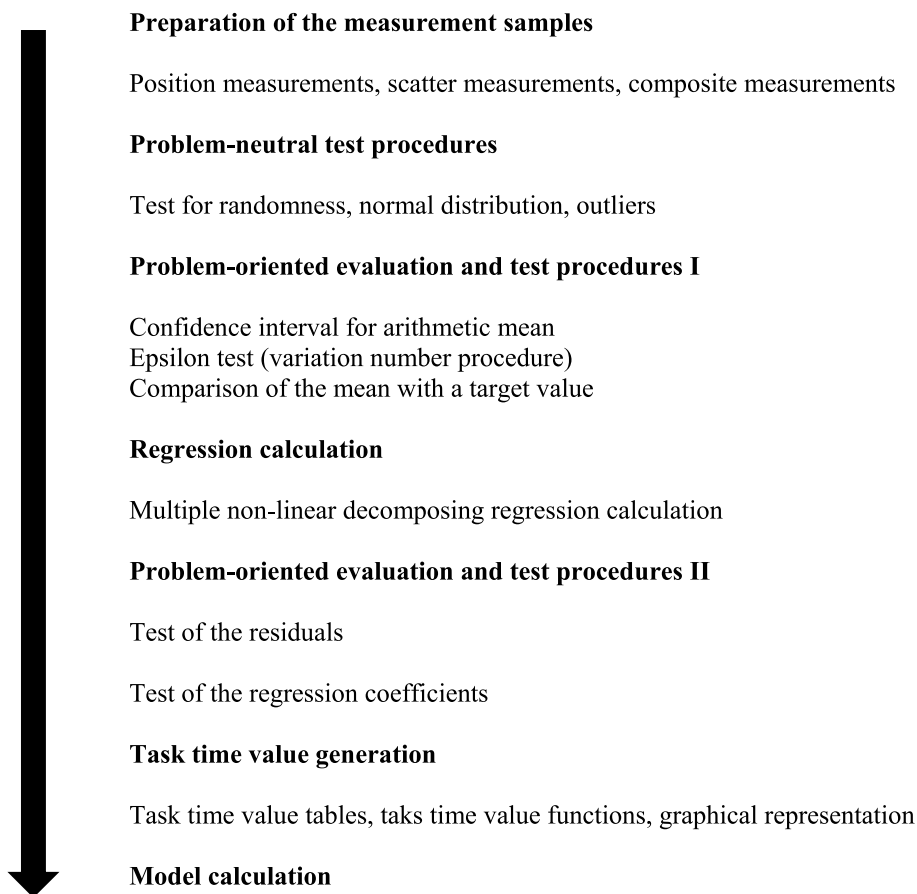 Preparation of the measurement samples
Position measurements, scatter measurements, composite measurements
Problem-neutral test procedures
Test for randomness, normal distribution, outliers
Problem-oriented evaluation and test procedures I
Confidence interval for arithmetic mean
Epsilon test (variation number procedure)
Comparison of the mean with a target value
Regression calculation
Multiple non-linear decomposing regression calculation
Problem-oriented evaluation and test procedures II
Test of the residuals
Test of the regression coefficients
Task time value generation
Task time value tables, taks time value functions, graphical representation
Model calculation